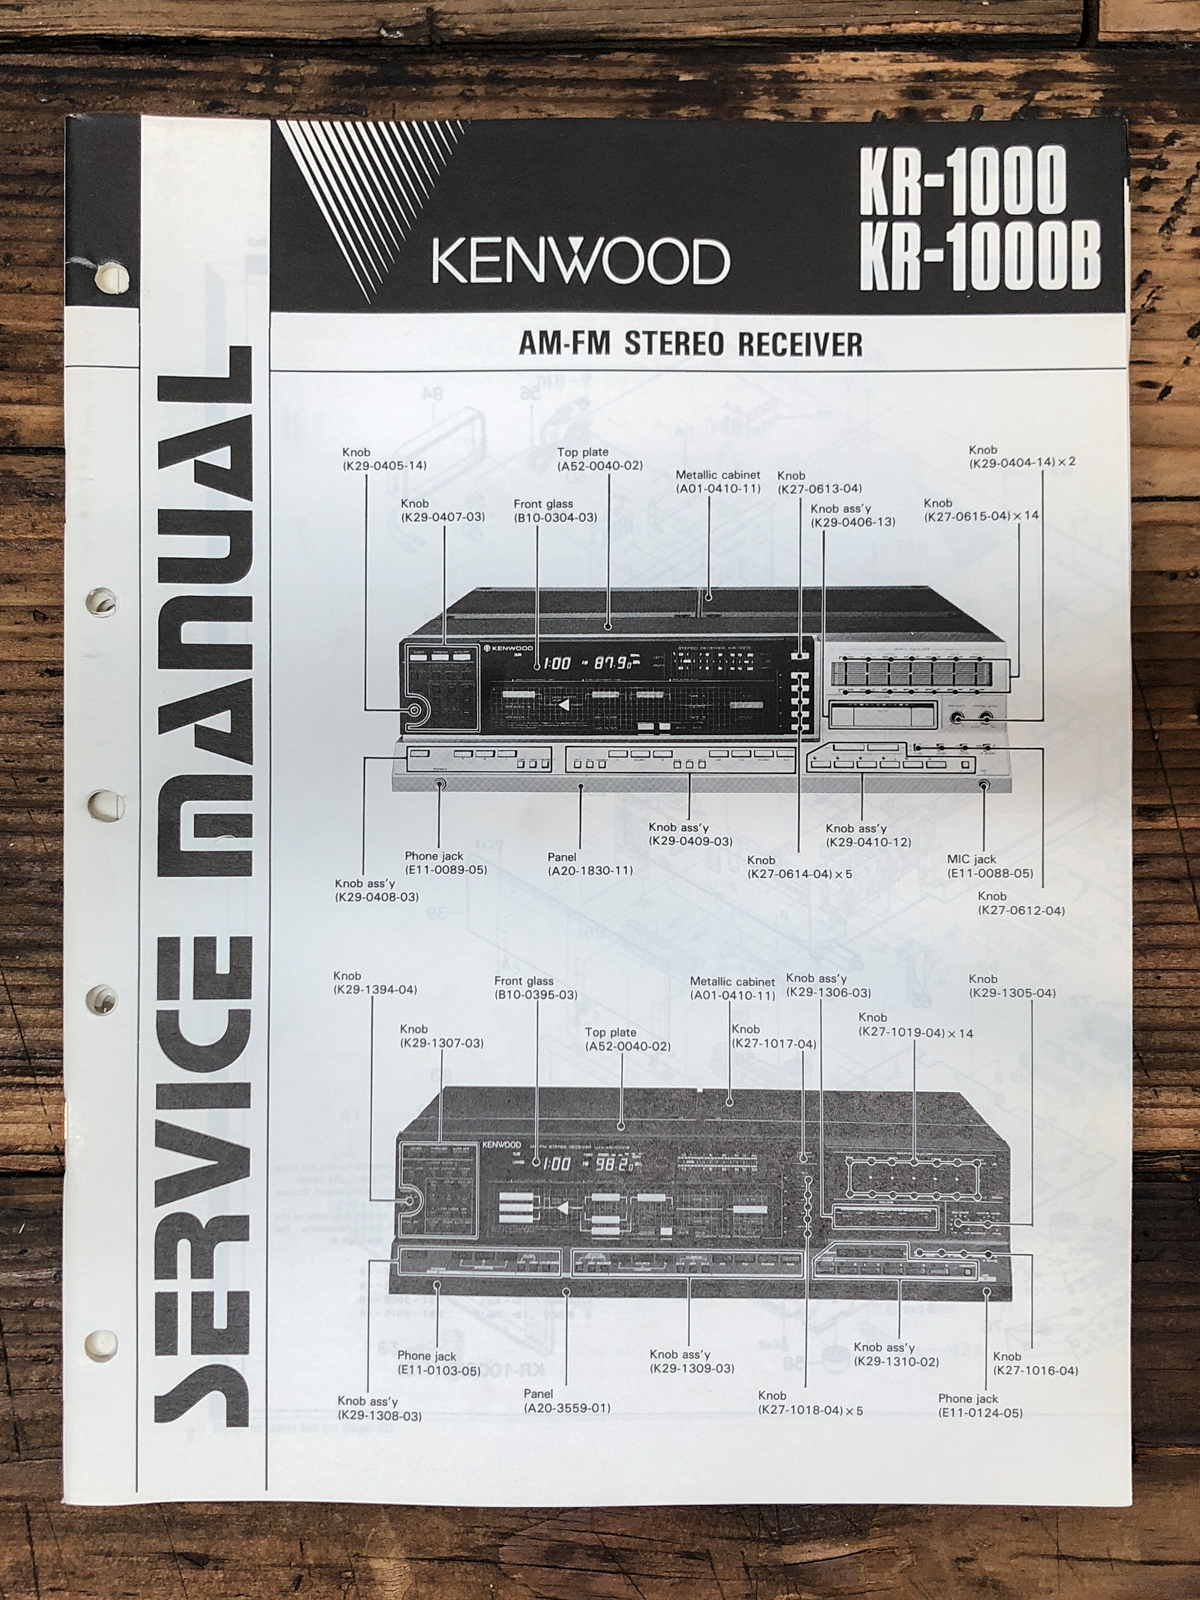 KENWOOD
KR-1000
KR-1000B
AM-FM STEREO RECEIVER
SERVICE MANUAL
Knob
(K29-0405-14)
Knob
(K29-0407-03)
Top plate
(A52-0040-02)
Front glass
(B10-0304-03)
Metallic cabinet
(A01-0410-11)
Knob
(K27-0613-04)
Knob ass'y
(K29-0406-13)
Knob
(K29-0404-14)×2
Knob
(K27-0615-04)×14
KENWOOD
1:00
87.9
Knob ass'y
(K29-0408-03)
Phone jack
(E11-0089-05)
Panel
(A20-1830-11)
Knob ass'y
(K29-0409-03)
Knob
(K27-0614-04)×5
Knob ass'y
(K29-0410-12)
MIC jack
(E11-0088-05)
Knob
(K27-0612-04)
Knob
(K29-1394-04)
Knob
(K29-1307-03)
Front glass
(B10-0395-03)
Top plate
(A52-0040-02)
Metallic cabinet
(A01-0410-11)
Knob
(K27-1017-04)
Knob ass'y
(K29-1306-03)
Knob
(K27-1019-04)×14
Knob
(K29-1305-04)
KENWOOD
1:00
98.2
Knob ass'y
(K29-1308-03)
Phone jack
(E11-0103-05)
Panel
(A20-3559-01)
Knob ass'y
(K29-1309-03)
Knob
(K27-1018-04)×5
Knob ass'y
(K29-1310-02)
Phone jack
(E11-0124-05)
Knob
(K27-1016-04)